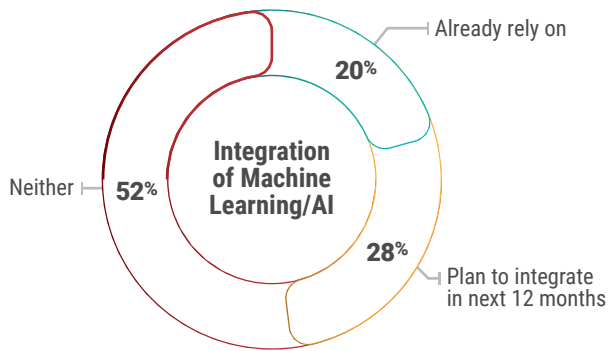 Already rely on
20%
Integration
of Machine
Learning/AI
Neither
52%
28%
Plan to integrate
in next 12 months